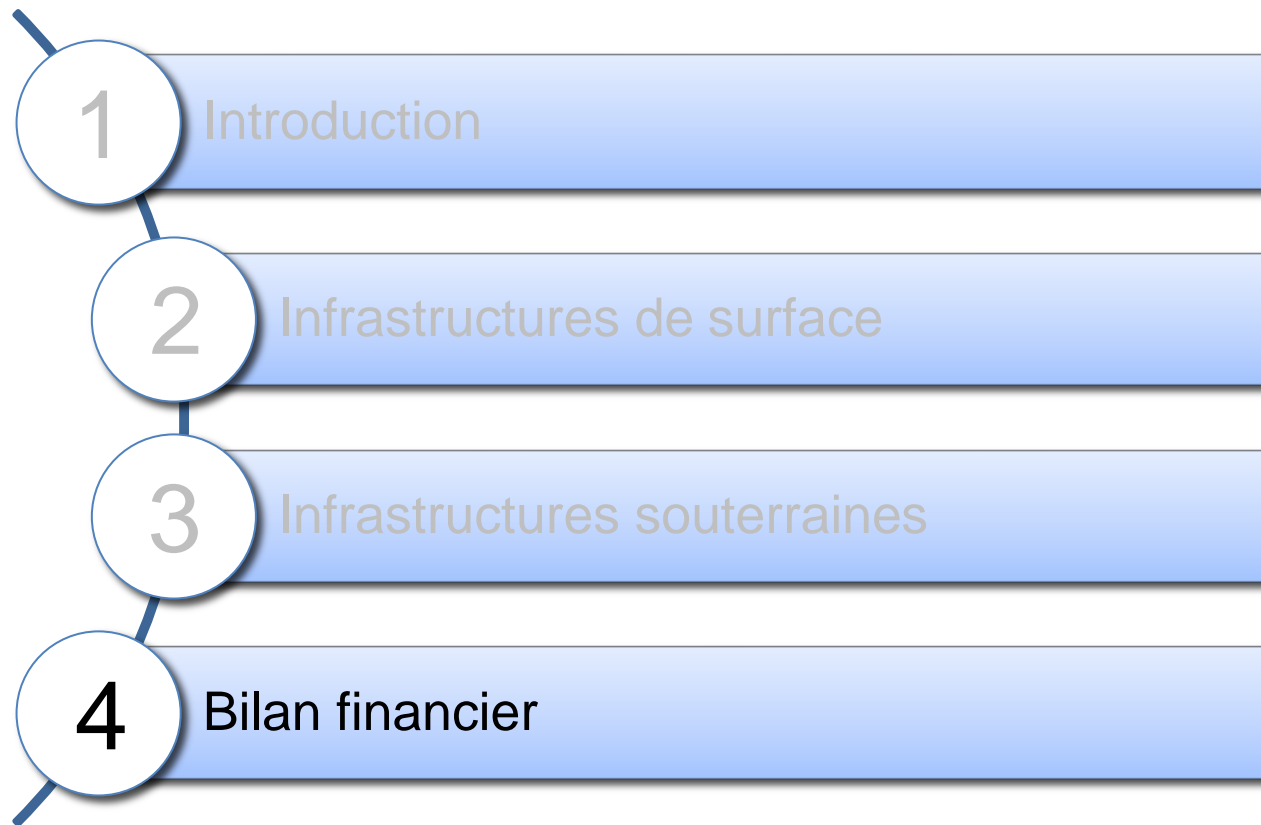 1 Introduction
2 Infrastructures de surface
3 Infrastructures souterraines
4 Bilan financier